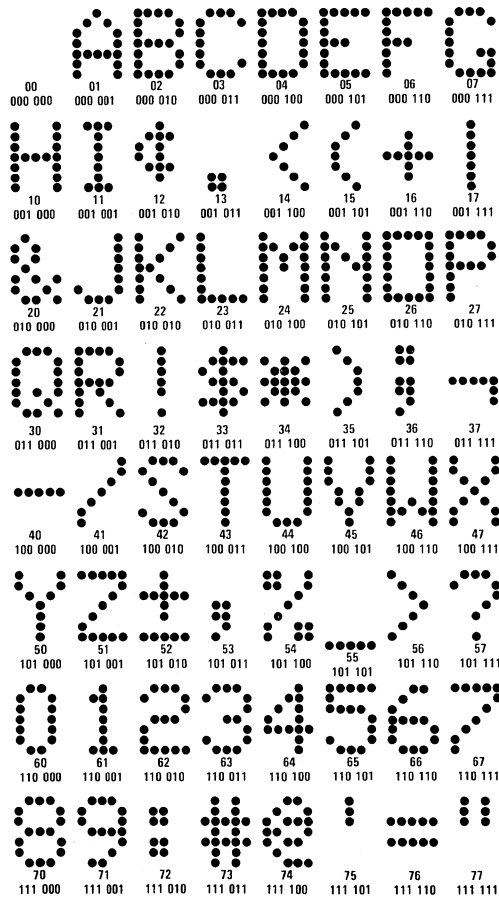 A B C D E F G
00 01 02 03 04 05 06 07
000 000 000 001 000 010 000 011 000 100 000 101 000 110 000 111
H I ¢ . < ( + |
10 11 12 13 14 15 16 17
001 000 001 001 001 010 001 011 001 100 001 101 001 110 001 111
& J K L M N O P
20 21 22 23 24 25 26 27
010 000 010 001 010 010 010 011 010 100 010 101 010 110 010 111
Q R ! $ * ) ; ¬
30 31 32 33 34 35 36 37
011 000 011 001 011 010 011 011 011 100 011 101 011 110 011 111
- / S T U V W X
40 41 42 43 44 45 46 47
100 000 100 001 100 010 100 011 100 100 100 101 100 110 100 111
Y Z ± , % _ > ?
50 51 52 53 54 55 56 57
101 000 101 001 101 010 101 011 101 100 101 101 101 110 101 111
0 1 2 3 4 5 6 7
60 61 62 63 64 65 66 67
110 000 110 001 110 010 110 011 110 100 110 101 110 110 110 111
8 9 : # @ ' = "
70 71 72 73 74 75 76 77
111 000 111 001 111 010 111 011 111 100 111 101 111 110 111 111